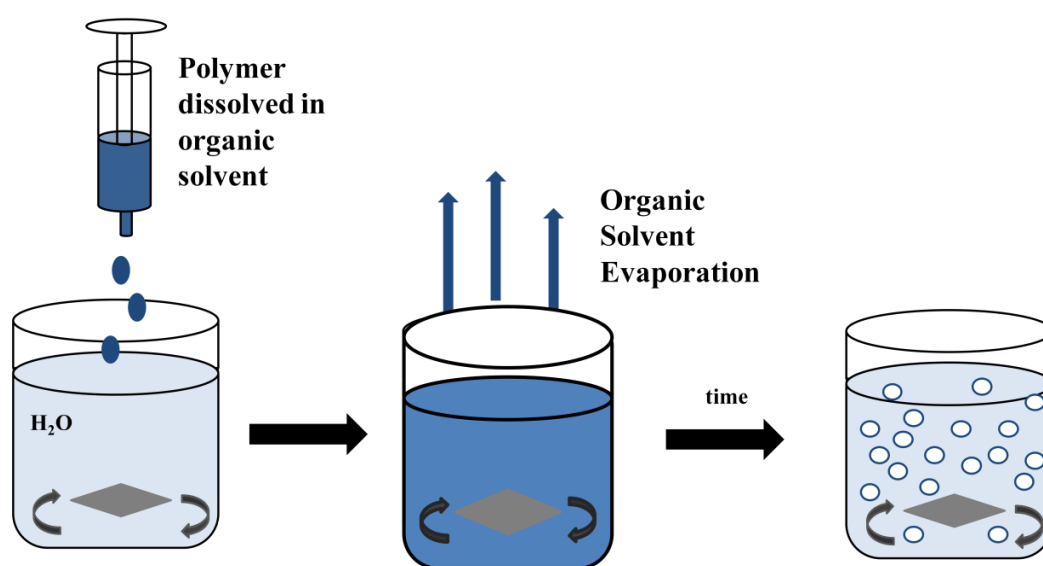 Polymer
dissolved in
organic
solvent
Organic
Solvent
Evaporation
H₂O
time